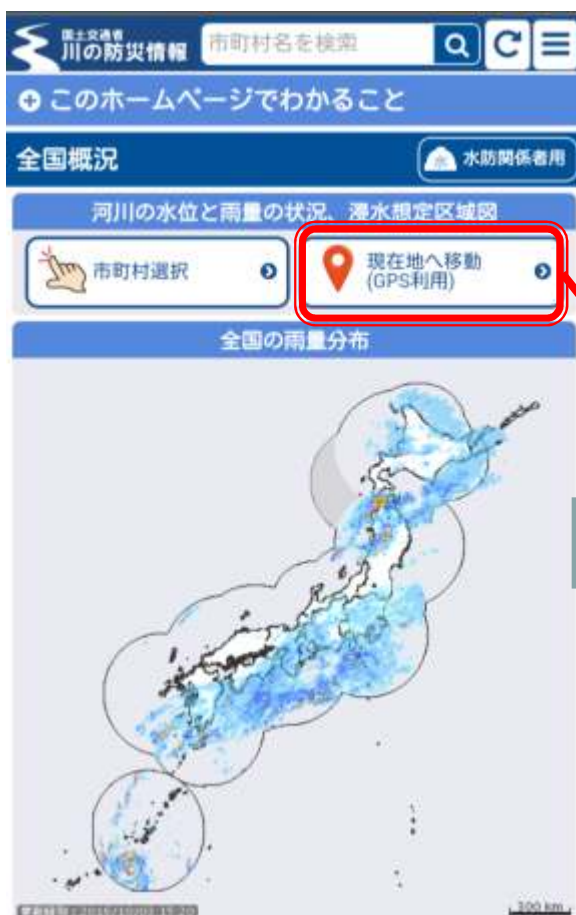 国土交通省
川の防災情報
市町村名を検索
このホームページでわかること
全国概況
水防関係者用
河川の水位と雨量の状況、浸水想定区域図
市町村選択
現在地へ移動
(GPS利用)
全国の雨量分布
300 km